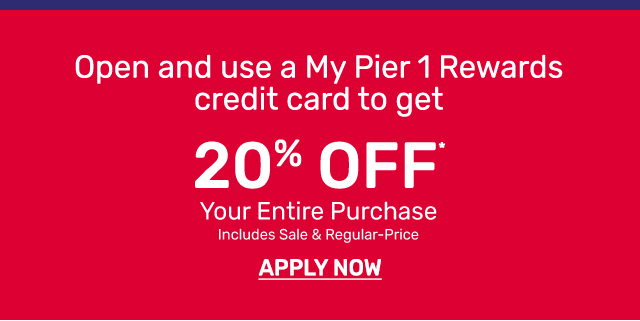 Open and use a My Pier 1 Rewards
credit card to get
20% OFF*
Your Entire Purchase
Includes Sale & Regular-Price
APPLY NOW